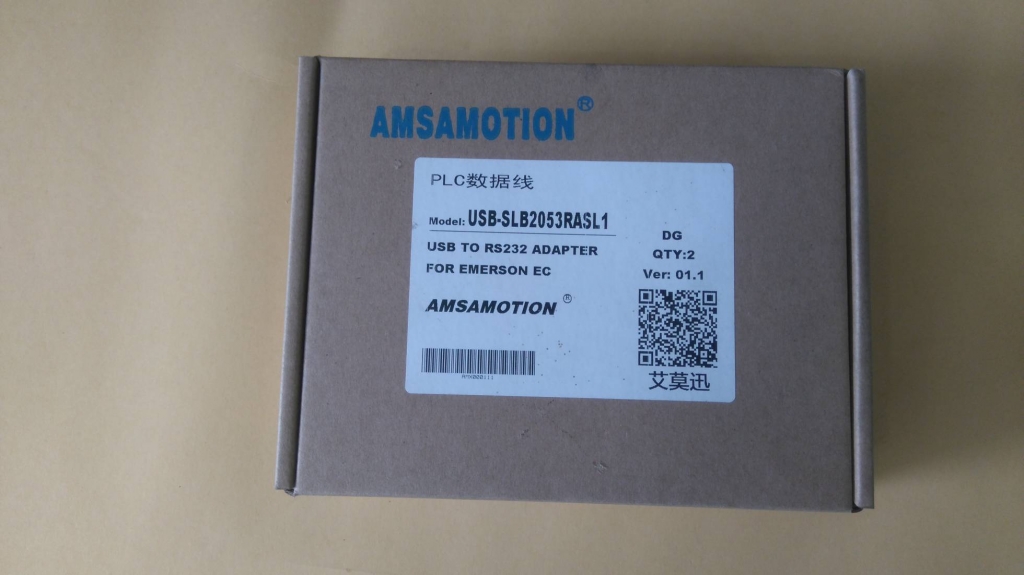 AMSAMOTION®
PLC数据线
Model: USB-SLB2053RASL1
USB TO RS232 ADAPTER
FOR EMERSON EC
DG
QTY:2
Ver: 01.1
AMSAMOTION®
艾莫迅